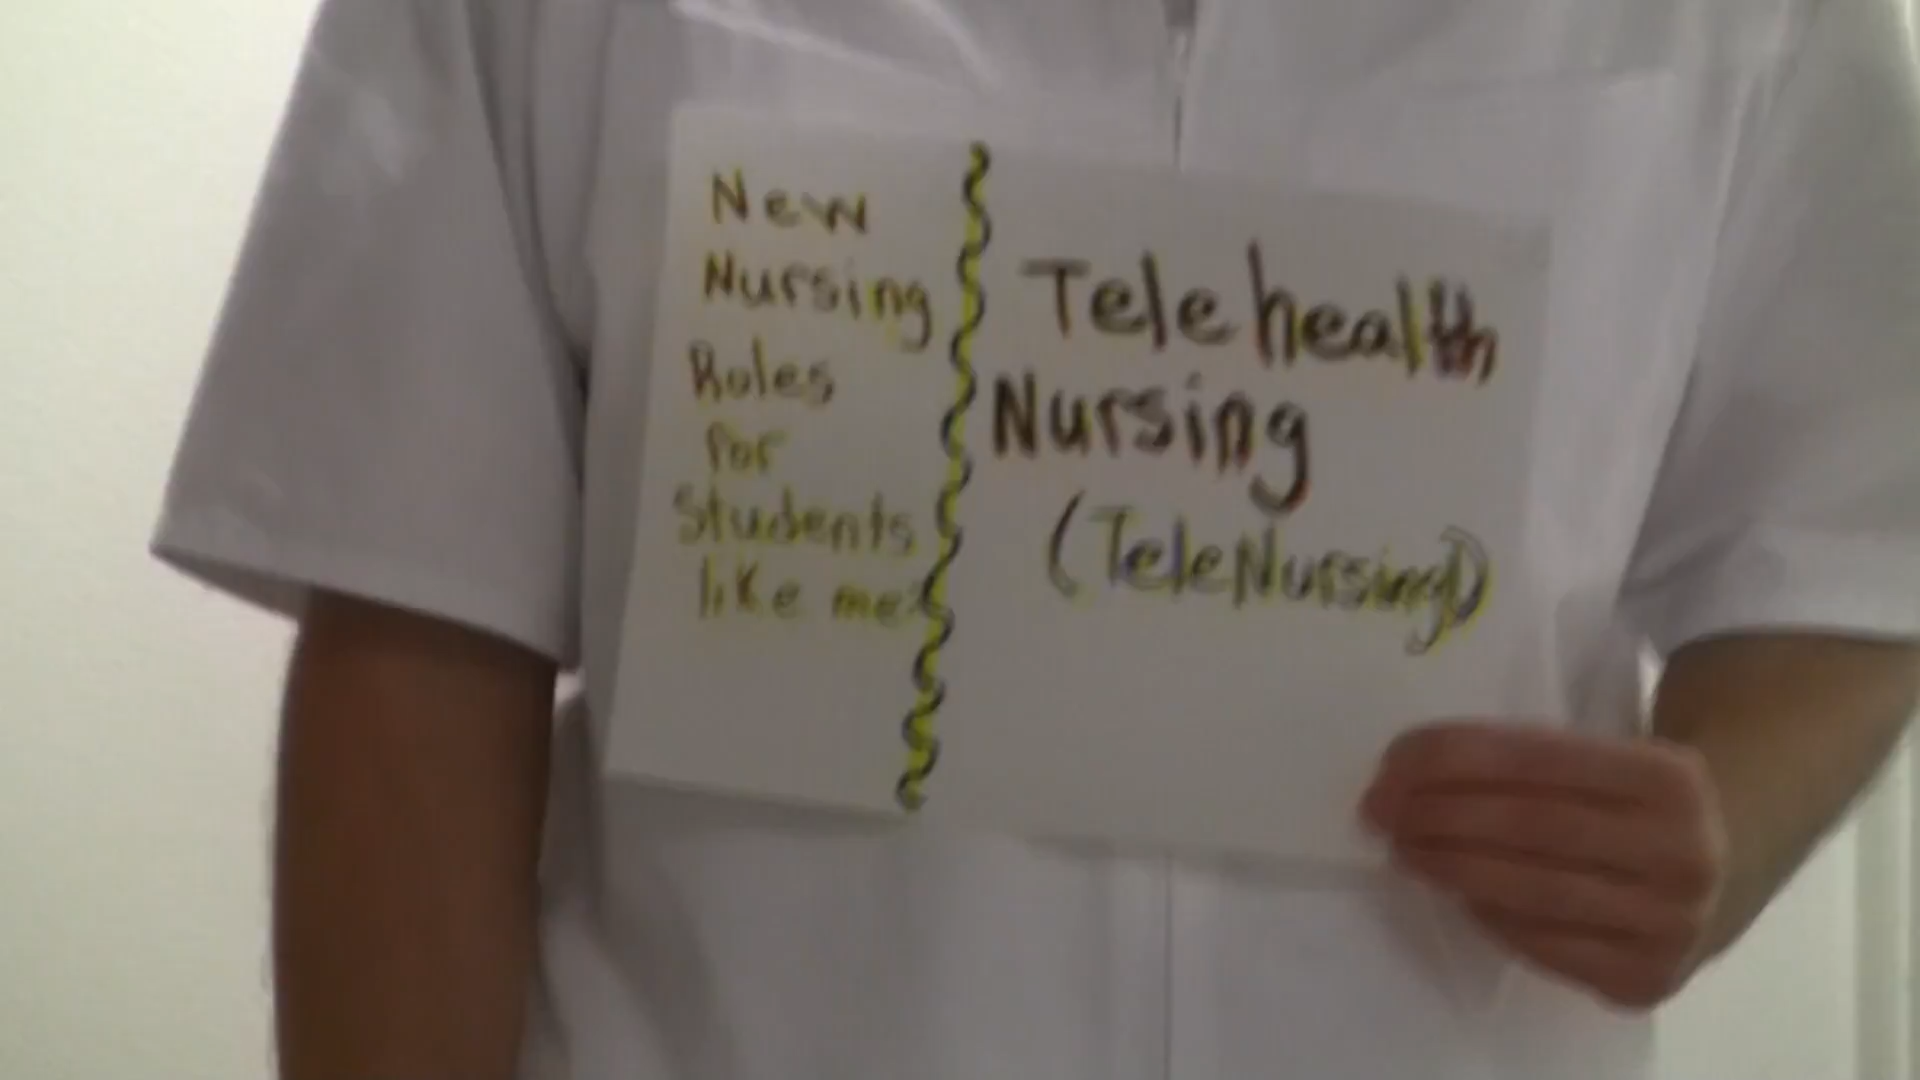 New
Nursing
Roles
for
Students
like me?
Telehealth
Nursing
(TeleNursing)